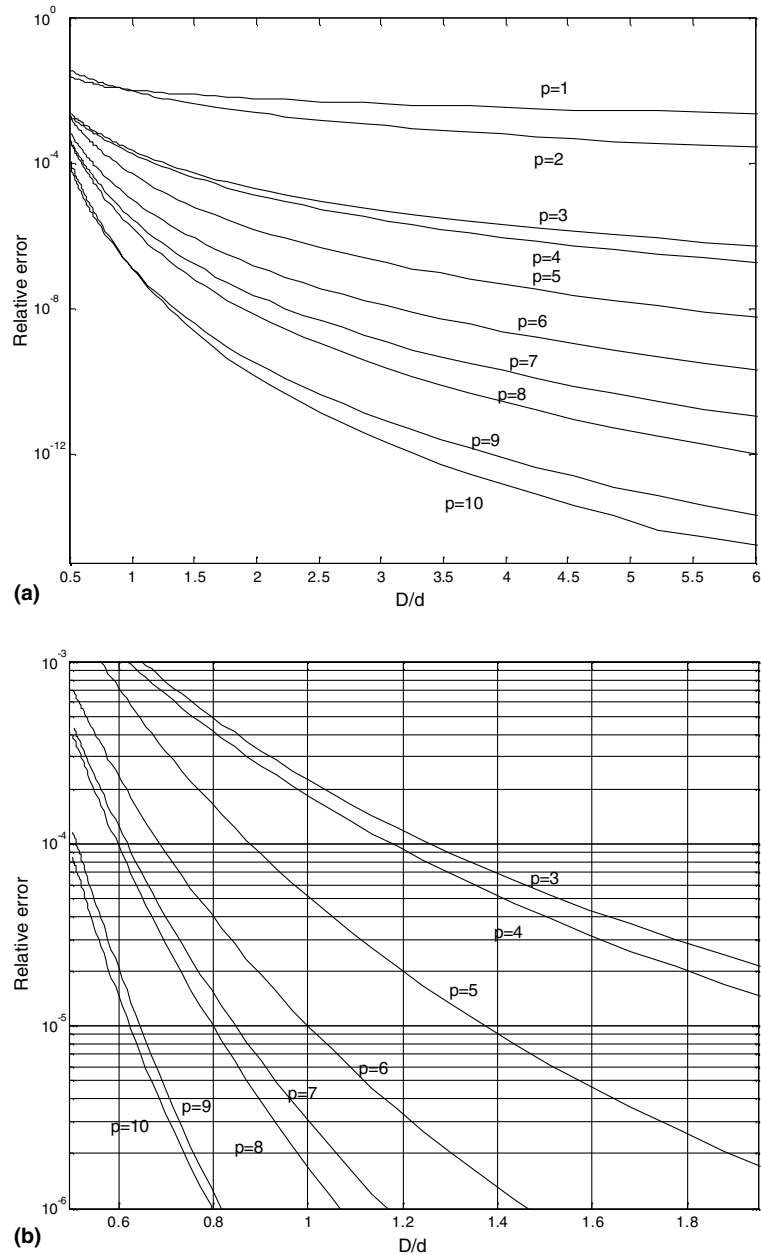 10^0
10^-4
10^-8
10^-12
Relative error
p=1
p=2
p=3
p=4
p=5
p=6
p=7
p=8
p=9
p=10
0.5 1 1.5 2 2.5 3 3.5 4 4.5 5 5.5 6
D/d
(a)
10^-3
10^-4
10^-5
10^-6
Relative error
p=3
p=4
p=5
p=6
p=7
p=9
p=10
p=8
0.6 0.8 1 1.2 1.4 1.6 1.8
D/d
(b)